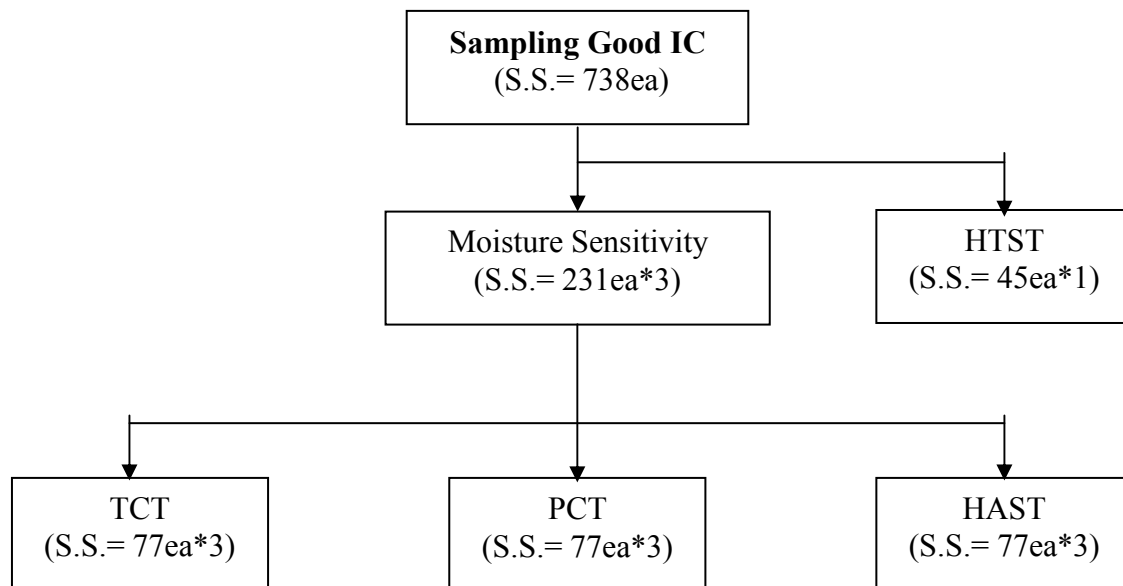 Sampling Good IC
(S.S.= 738ea)
Moisture Sensitivity
(S.S.= 231ea*3)
HTST
(S.S.= 45ea*1)
TCT
(S.S.= 77ea*3)
PCT
(S.S.= 77ea*3)
HAST
(S.S.= 77ea*3)